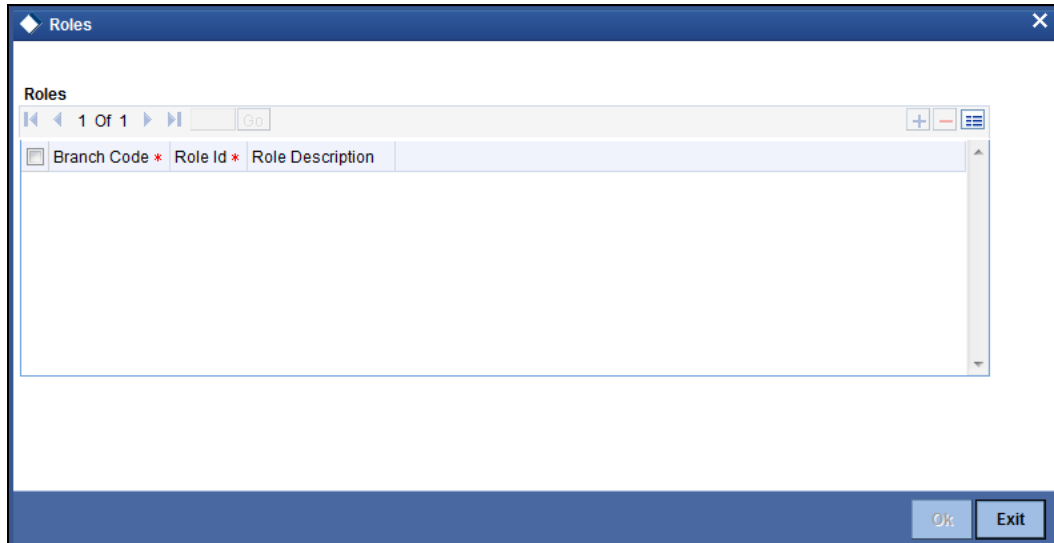 Roles
Roles
1 Of 1 Go
Branch Code * Role Id * Role Description
Ok Exit